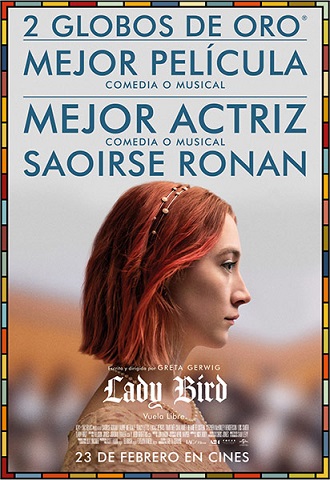 2 GLOBOS DE ORO®
MEJOR PELÍCULA
COMEDIA O MUSICAL
MEJOR ACTRIZ
COMEDIA O MUSICAL
SAOIRSE RONAN
Escrita y dirigida por GRETA GERWIG
Lady Bird
Vuela Libre.
23 DE FEBRERO EN CINES